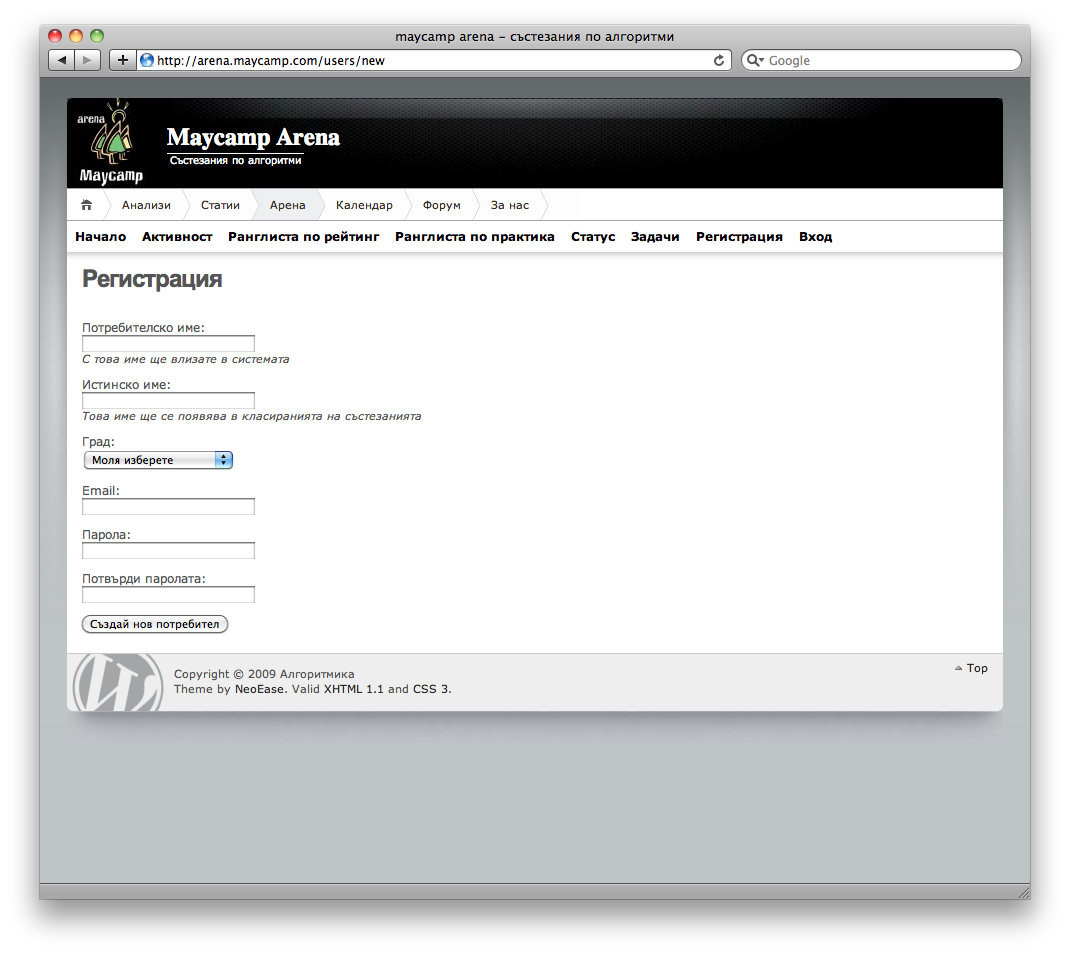 maycamp arena – състезания по алгоритми
http://arena.maycamp.com/users/new
Google
arena
Maycamp
Maycamp Arena
Състезания по алгоритми
Анализи Статии Арена Календар Форум За нас
Начало Активност Ранглиста по рейтинг Ранглиста по практика Статус Задачи Регистрация Вход
Регистрация
Потребителско име:
С това име ще влизате в системата
Истинско име:
Това име ще се появява в класиранията на състезанията
Град:
Моля изберете
Email:
Парола:
Потвърди паролата:
Създай нов потребител
Copyright © 2009 Алгоритмика
Theme by NeoEase. Valid XHTML 1.1 and CSS 3.
Top